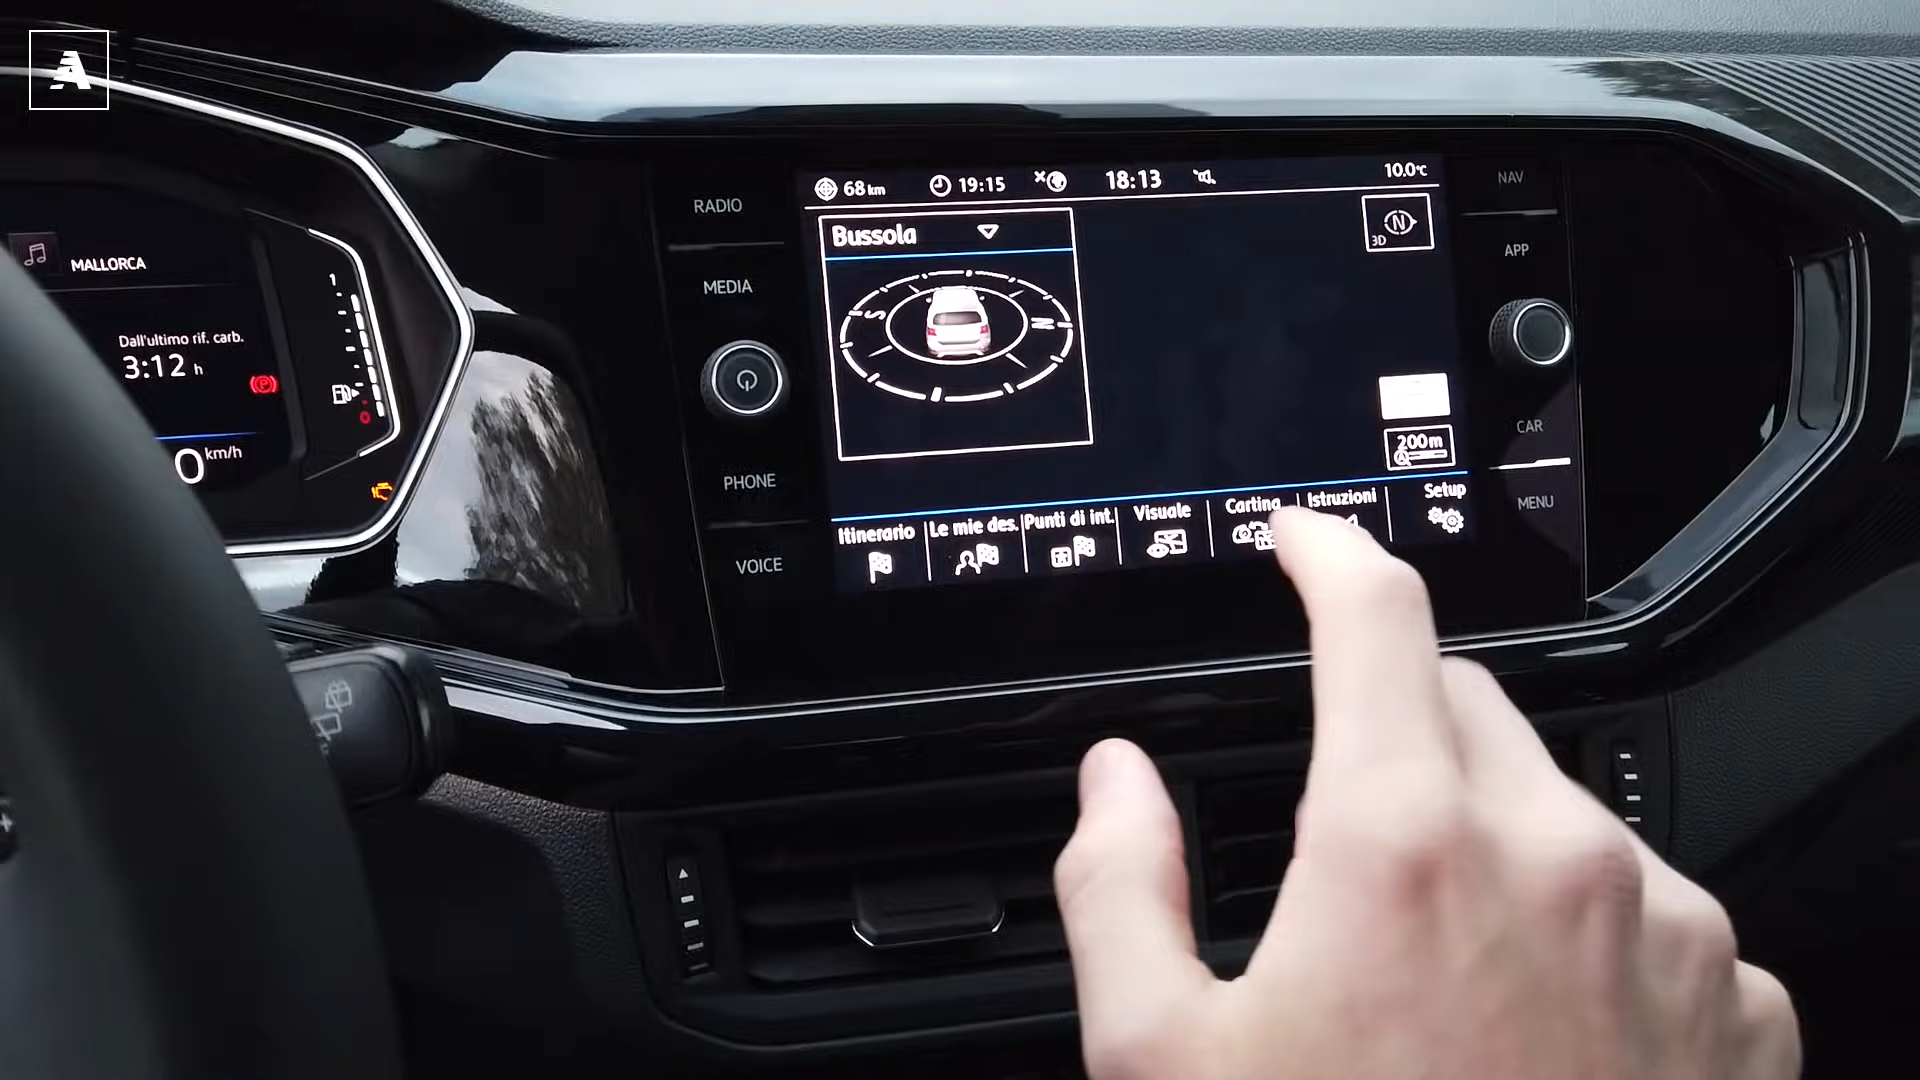 A
MALLORCA
Dall'ultimo rif. carb.
3:12 h
0 km/h
1
0
RADIO
MEDIA
PHONE
VOICE
68 km
19:15
18:13
10.0°C
Bussola
S
N
N
3D
200m
Itinerario
Le mie des.
Punti di int.
Visuale
Cartina
Istruzioni
Setup
NAV
APP
CAR
MENU